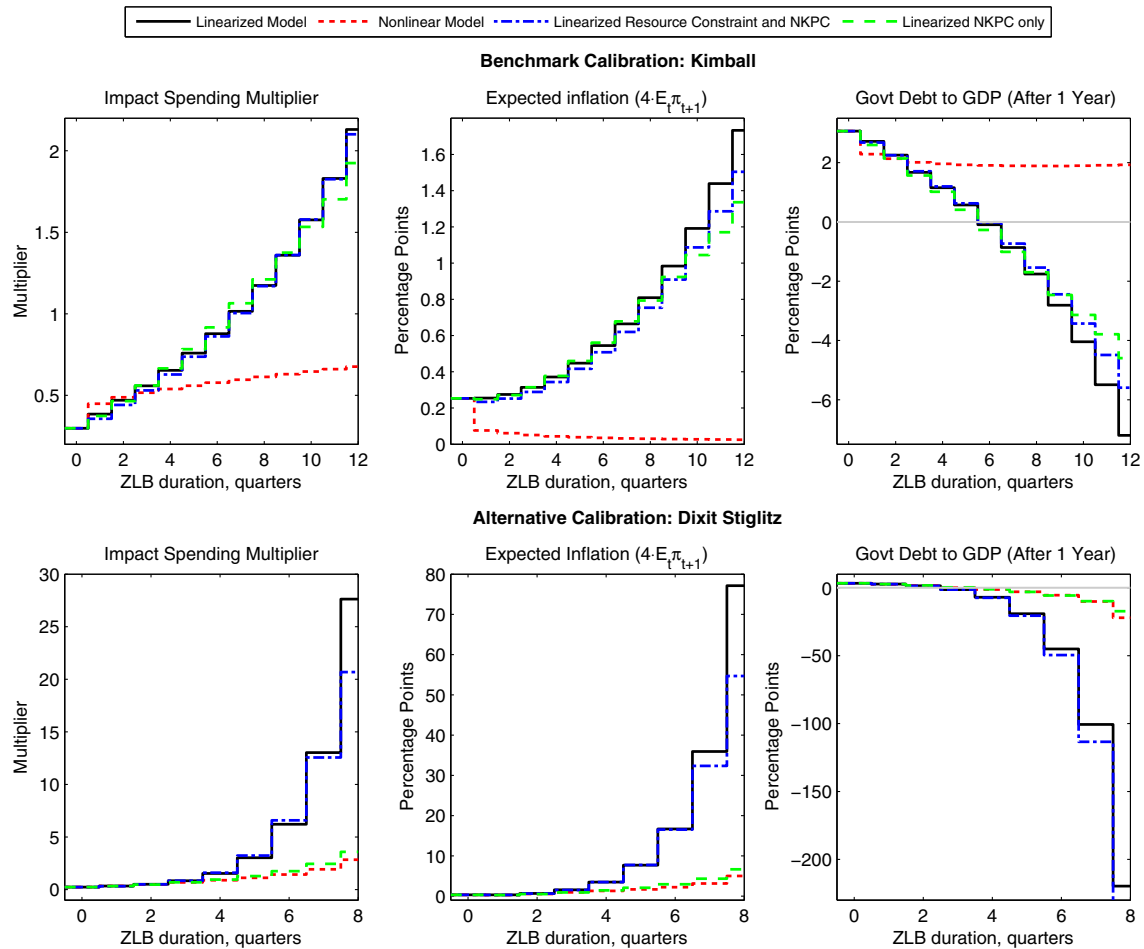 Linearized Model Nonlinear Model Linearized Resource Constraint and NKPC Linearized NKPC only
Benchmark Calibration: Kimball
Impact Spending Multiplier
Multiplier
2
1.5
1
0.5
0 2 4 6 8 10 12
ZLB duration, quarters
Expected inflation (4·E_tπ_{t+1})
Percentage Points
1.6
1.4
1.2
1
0.8
0.6
0.4
0.2
0
0 2 4 6 8 10 12
ZLB duration, quarters
Govt Debt to GDP (After 1 Year)
Percentage Points
2
0
−2
−4
−6
0 2 4 6 8 10 12
ZLB duration, quarters
Alternative Calibration: Dixit Stiglitz
Impact Spending Multiplier
Multiplier
30
25
20
15
10
5
0
0 2 4 6 8
ZLB duration, quarters
Expected Inflation (4·E_tπ_{t+1})
Percentage Points
80
70
60
50
40
30
20
10
0
0 2 4 6 8
ZLB duration, quarters
Govt Debt to GDP (After 1 Year)
Percentage Points
0
−50
−100
−150
−200
0 2 4 6 8
ZLB duration, quarters